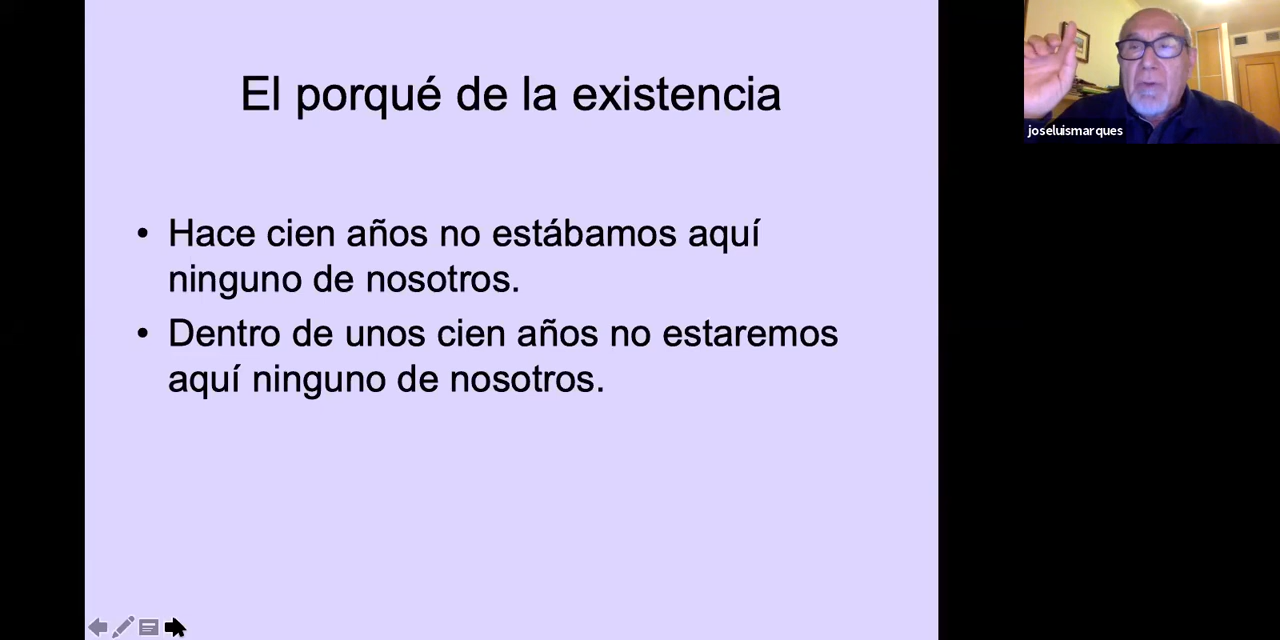 El porqué de la existencia
• Hace cien años no estábamos aquí
ninguno de nosotros.
• Dentro de unos cien años no estaremos
aquí ninguno de nosotros.
joseluismarques